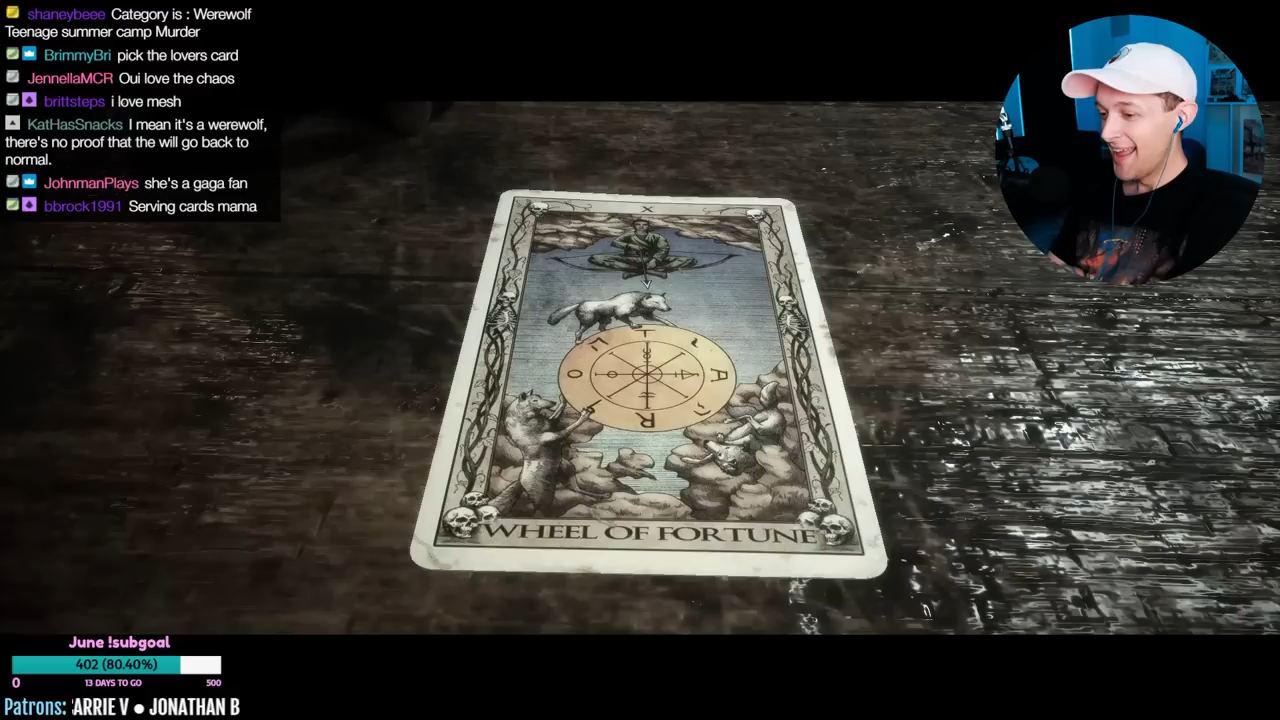 shaneybeee Category is : Werewolf
Teenage summer camp Murder
BrimmyBri pick the lovers card
JennellaMCR Oui love the chaos
brittsteps i love mesh
KatHasSnacks I mean it's a werewolf,
there's no proof that the will go back to
normal.
JohnmanPlays she's a gaga fan
bbrock1991 Serving cards mama
X
T
A
R
O
WHEEL OF FORTUNE
June !subgoal
402 (80.40%)
0 13 DAYS TO GO 500
Patrons: ARRIE V ● JONATHAN B